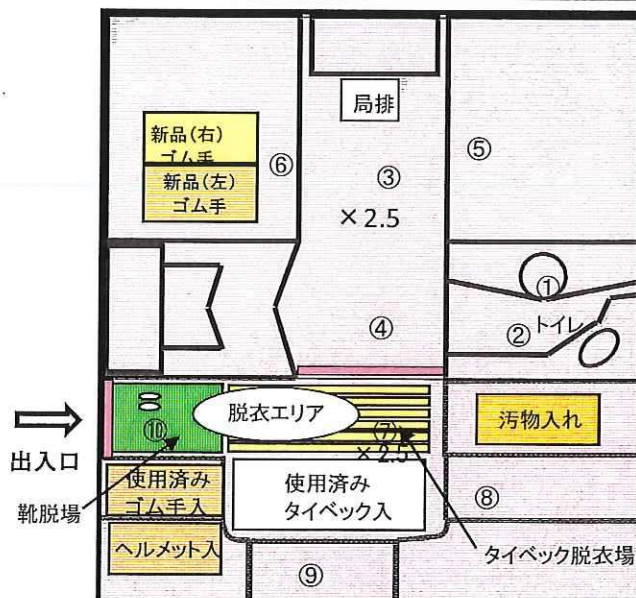 局排
新品(右)
ゴム手
新品(左)
ゴム手
⑥
③
⑤
×2.5
①
④
②
トイレ
出入口
⑩
脱衣エリア
⑦
×2.5
汚物入れ
使用済み
ゴム手入
使用済み
タイベック入
⑧
靴脱場
ヘルメット入
タイベック脱衣場
⑨